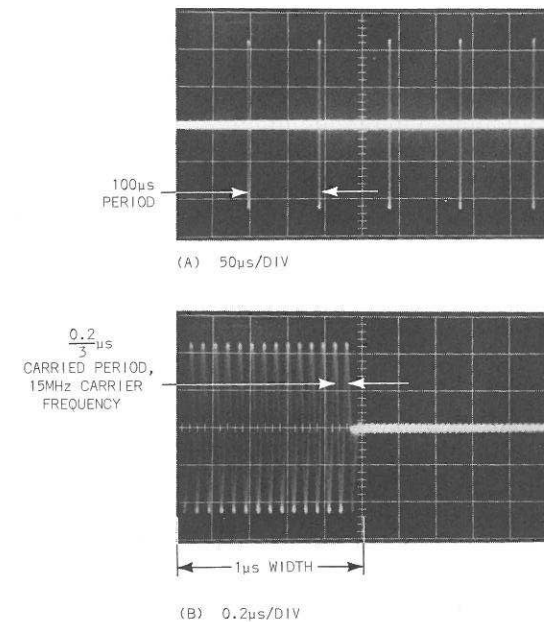 100µs
PERIOD
(A) 50µs/DIV
0.2
3 µs
CARRIED PERIOD,
15MHz CARRIER
FREQUENCY
1µs WIDTH
(B) 0.2µs/DIV